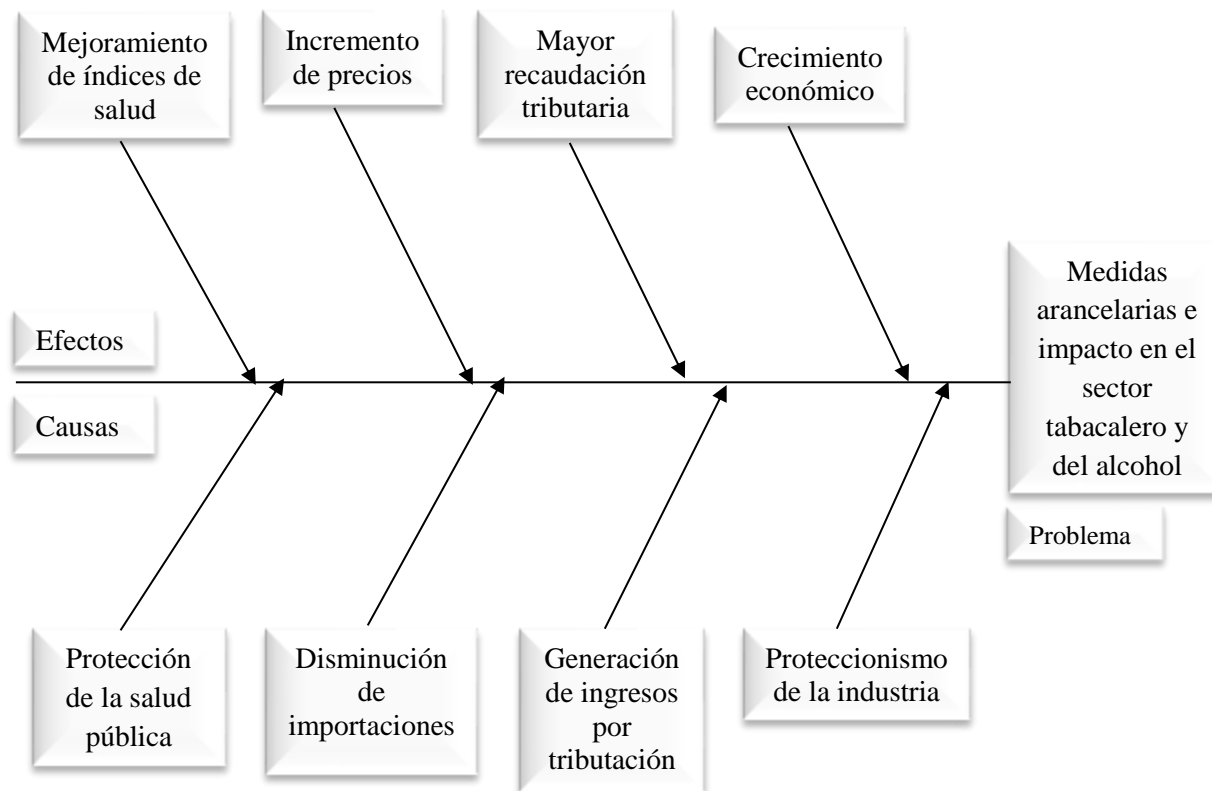 Mejoramiento
de índices de
salud
Incremento
de precios
Mayor
recaudación
tributaria
Crecimiento
económico
Medidas
arancelarias e
impacto en el
sector
tabacalero y
del alcohol
Efectos
Causas
Problema
Protección
de la salud
pública
Disminución
de
importaciones
Generación
de ingresos
por
tributación
Proteccionismo
de la industria